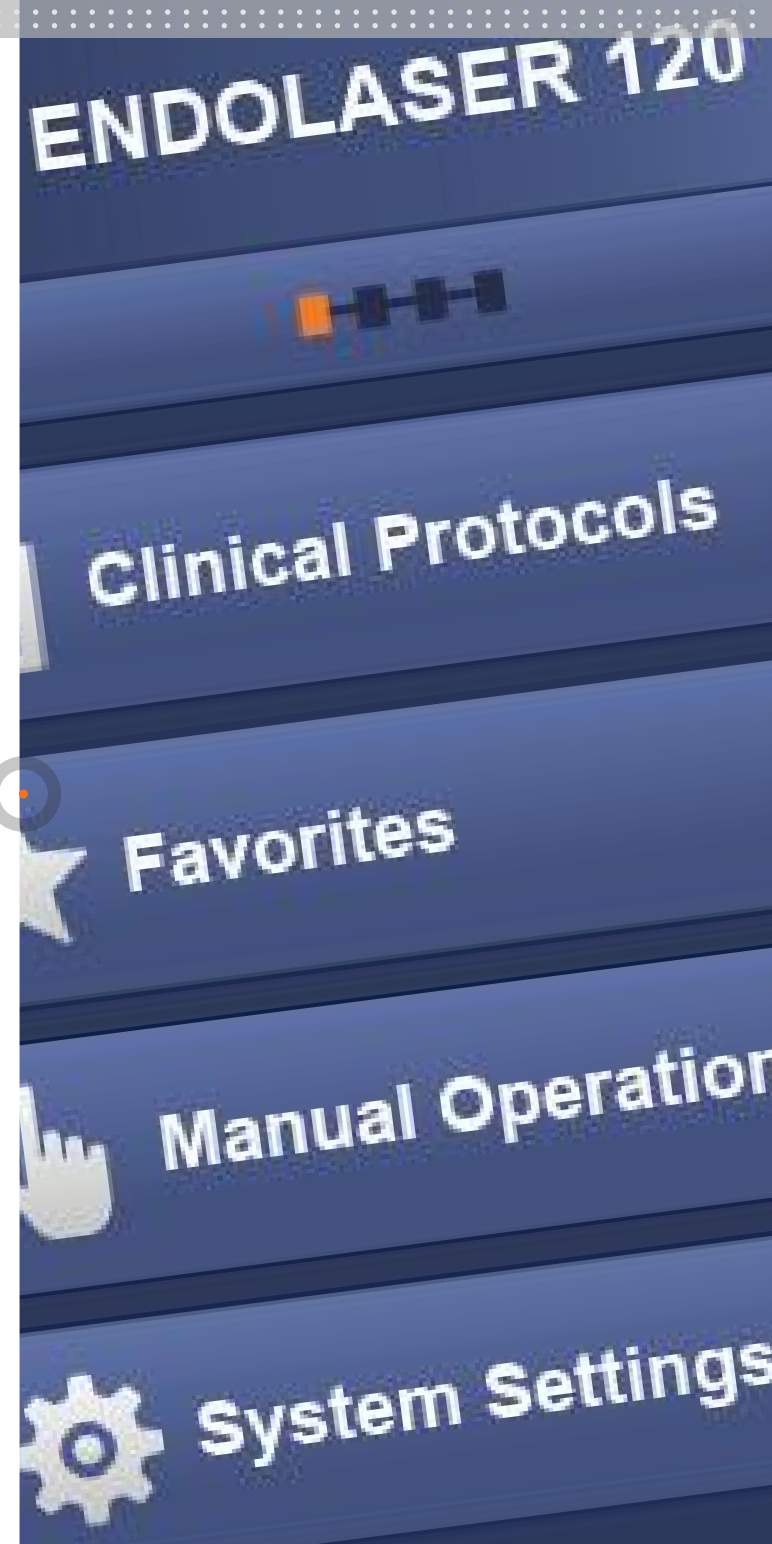 ENDOLASER 120
Clinical Protocols
Favorites
Manual Operation
System Settings